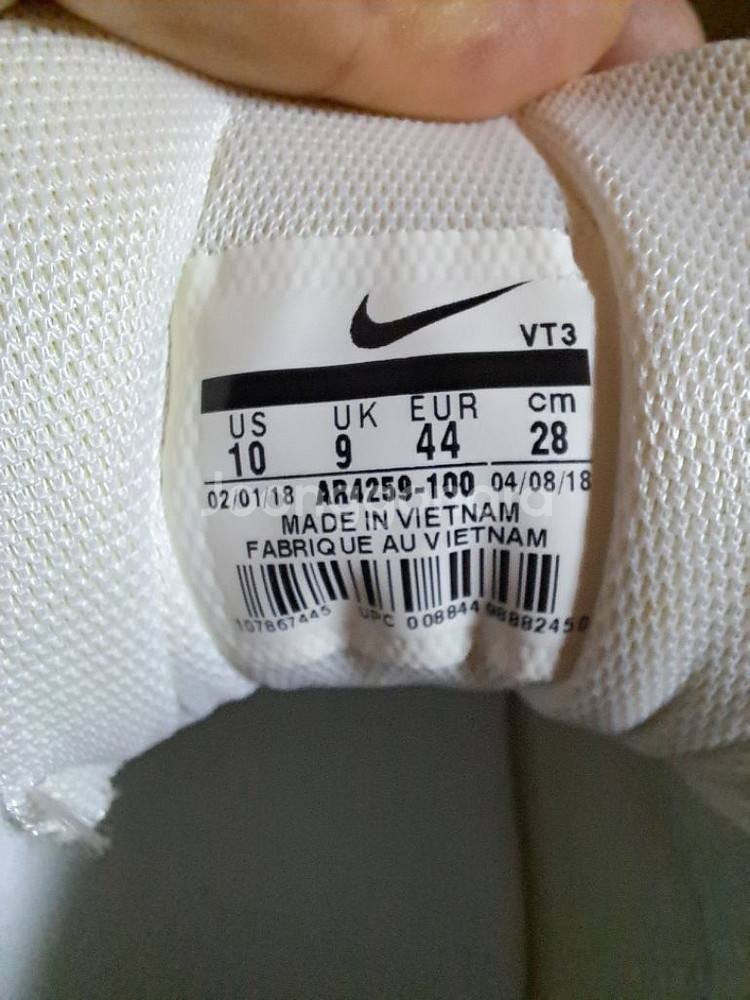 VT3
US UK EUR cm
10 9 44 28
02/01/18 AR4259-100 04/08/18
MADE IN VIETNAM
FABRIQUE AU VIETNAM
107867445 UPC